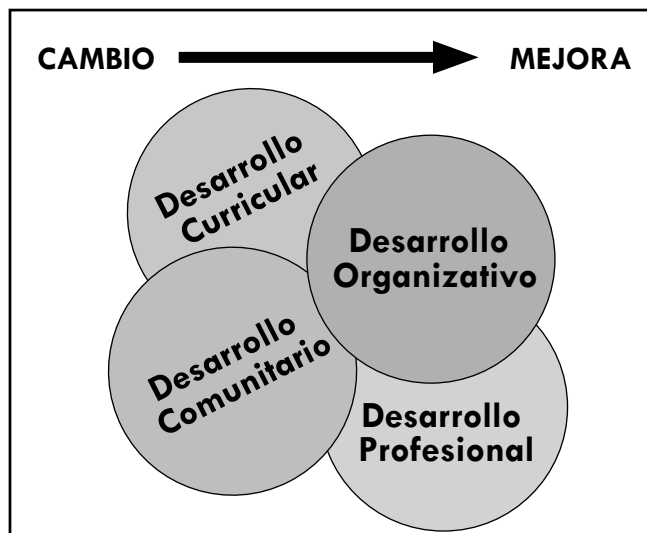 CAMBIO MEJORA
Desarrollo
Curricular
Desarrollo
Organizativo
Desarrollo
Comunitario
Desarrollo
Profesional